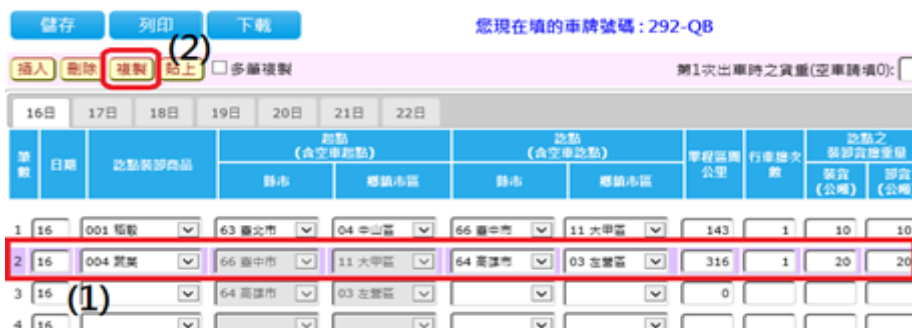 儲存 列印 下載 您現在填的車牌號碼：292-QB
(2)
插入 刪除 複製 貼上 多筆複製 第1次出車時之貨重(空車請填0):
16日 17日 18日 19日 20日 21日 22日
筆數 日期 訖點裝卸商品 起點(含空車起點) 訖點(含空車訖點) 單程區間公里 行車趟次數 訖點之裝卸貨總重量
縣市 鄉鎮市區 縣市 鄉鎮市區 裝貨(公噸) 卸貨(公噸)
1 16 001 稻穀 63 臺北市 04 中山區 66 臺中市 11 大甲區 143 1 10 10
2 16 004 蔬菜 66 臺中市 11 大甲區 64 高雄市 03 左營區 316 1 20 20
3 16 (1) 64 高雄市 03 左營區 0
4 16